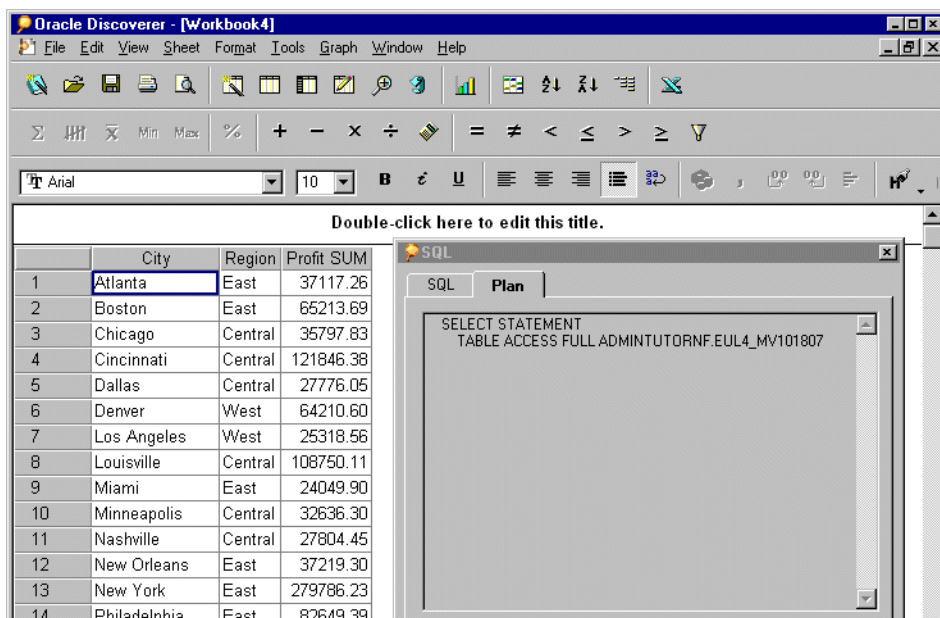 Oracle Discoverer - [Workbook4]
File Edit View Sheet Format Tools Graph Window Help
Σ X Min Max % + − × ÷ = ≠ < ≤ > ≥
Arial 10 B i U
Double-click here to edit this title.
City Region Profit SUM
1 Atlanta East 37117.26
2 Boston East 65213.69
3 Chicago Central 35797.83
4 Cincinnati Central 121846.38
5 Dallas Central 27776.05
6 Denver West 64210.60
7 Los Angeles West 25318.56
8 Louisville Central 108750.11
9 Miami East 24049.90
10 Minneapolis Central 32636.30
11 Nashville Central 27804.45
12 New Orleans East 37219.30
13 New York East 279786.23
14 Philadelphia East 82649.39
SQL
SQL Plan
SELECT STATEMENT
TABLE ACCESS FULL ADMINTUTORNF.EUL4_MV101807